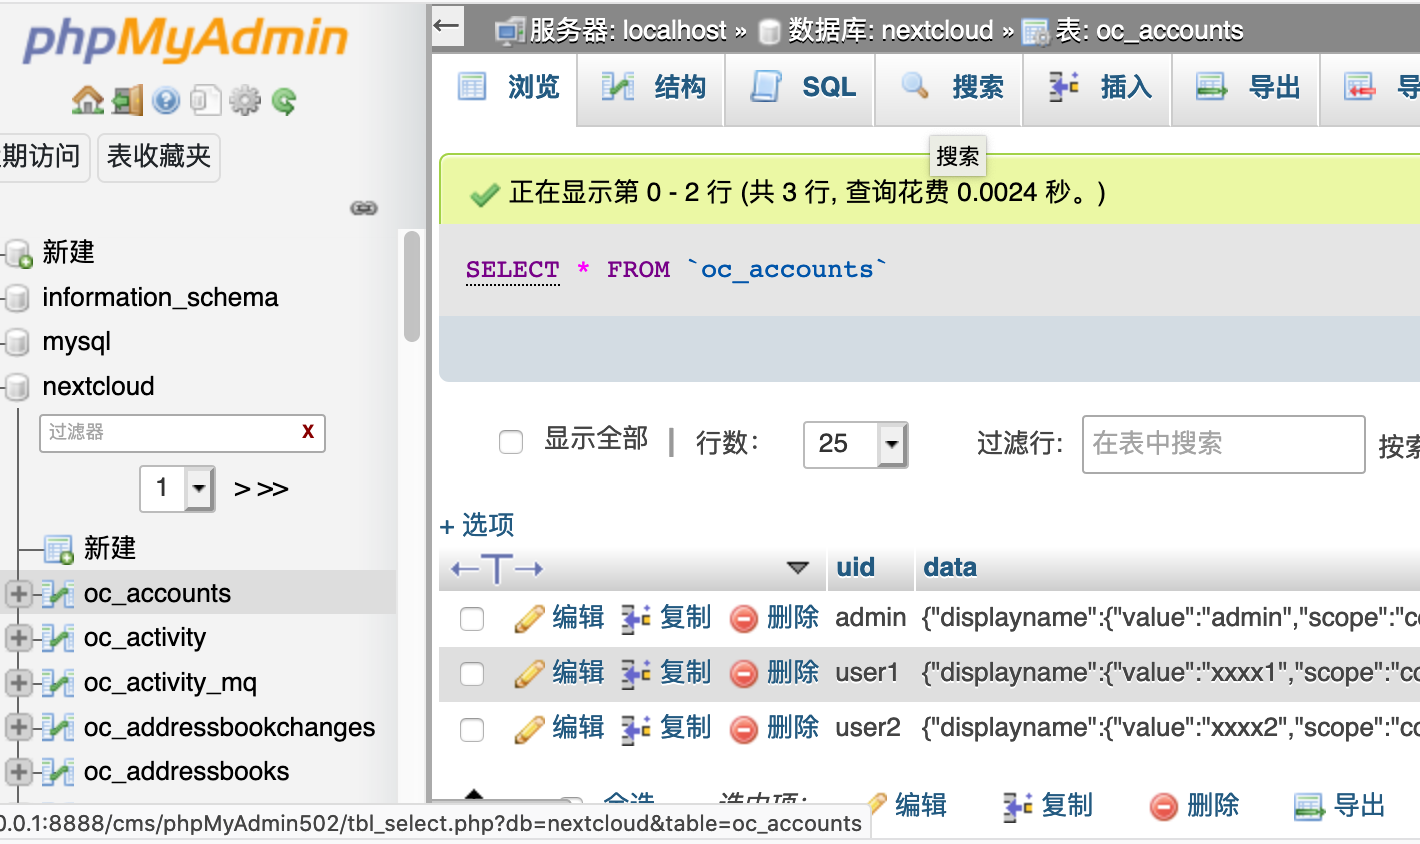 phpMyAdmin
期访问 表收藏夹
新建
information_schema
mysql
nextcloud
过滤器 X
1 > >>
新建
oc_accounts
oc_activity
oc_activity_mq
oc_addressbookchanges
oc_addressbooks
服务器: localhost » 数据库: nextcloud » 表: oc_accounts
浏览 结构 SQL 搜索 插入 导出 导
搜索
正在显示第 0 - 2 行 (共 3 行, 查询花费 0.0024 秒。)
SELECT * FROM `oc_accounts`
显示全部 | 行数: 25 过滤行: 在表中搜索 按索
+ 选项
←T→ uid data
编辑 复制 删除 admin {"displayname":{"value":"admin","scope":"co
编辑 复制 删除 user1 {"displayname":{"value":"xxxx1","scope":"co
编辑 复制 删除 user2 {"displayname":{"value":"xxxx2","scope":"co
全选 选中项: 编辑 复制 删除 导出
0.0.1:8888/cms/phpMyAdmin502/tbl_select.php?db=nextcloud&table=oc_accounts